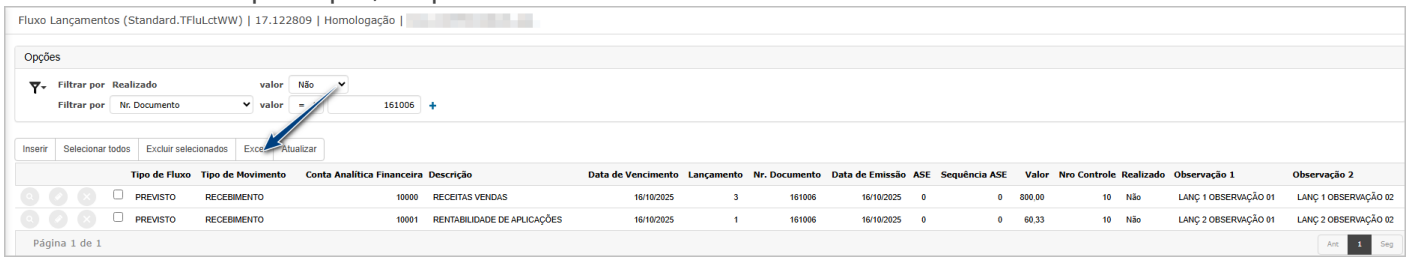 Fluxo Lançamentos (Standard.TFluLctWW) | 17.122809 | Homologação |
Opções
Filtrar por Realizado valor Não
Filtrar por Nr. Documento valor = 161006 +
Inserir Selecionar todos Excluir selecionados Atualizar
Tipo de Fluxo Tipo de Movimento Conta Analítica Financeira Descrição Data de Vencimento Lançamento Nr. Documento Data de Emissão ASE Sequência ASE Valor Nro Controle Realizado Observação 1 Observação 2
PREVISTO RECEBIMENTO 10000 RECEITAS VENDAS 16/10/2025 3 161006 16/10/2025 0 0 800,00 10 Não LANÇ 1 OBSERVAÇÃO 01 LANÇ 1 OBSERVAÇÃO 02
PREVISTO RECEBIMENTO 10001 RENTABILIDADE DE APLICAÇÕES 16/10/2025 1 161006 16/10/2025 0 0 60,33 10 Não LANÇ 2 OBSERVAÇÃO 01 LANÇ 2 OBSERVAÇÃO 02
Página 1 de 1 Ant 1 Seg